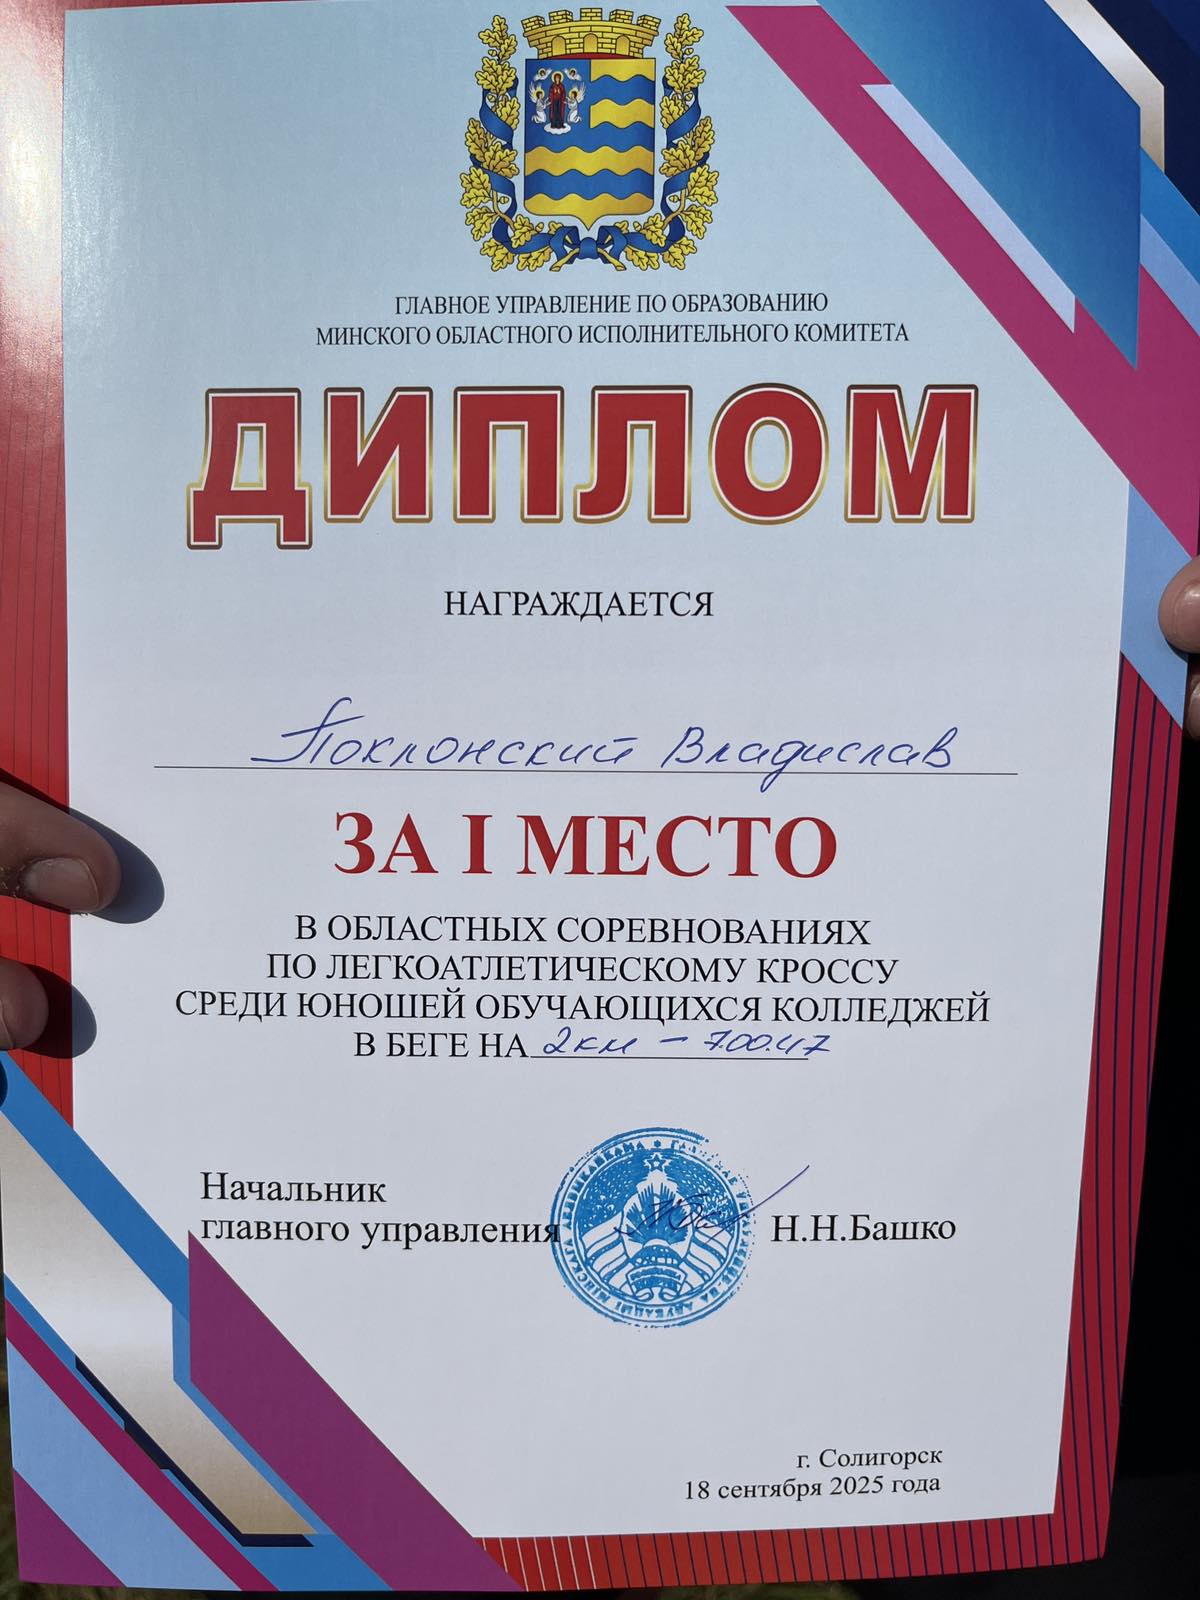 ГЛАВНОЕ УПРАВЛЕНИЕ ПО ОБРАЗОВАНИЮ
МИНСКОГО ОБЛАСТНОГО ИСПОЛНИТЕЛЬНОГО КОМИТЕТА
ДИПЛОМ
НАГРАЖДАЕТСЯ
Поклонский Владислав
ЗА I МЕСТО
В ОБЛАСТНЫХ СОРЕВНОВАНИЯХ
ПО ЛЕГКОАТЛЕТИЧЕСКОМУ КРОССУ
СРЕДИ ЮНОШЕЙ ОБУЧАЮЩИХСЯ КОЛЛЕДЖЕЙ
В БЕГЕ НА 2км – 7.00.47
Начальник
главного управления Н.Н.Башко
г. Солигорск
18 сентября 2025 года